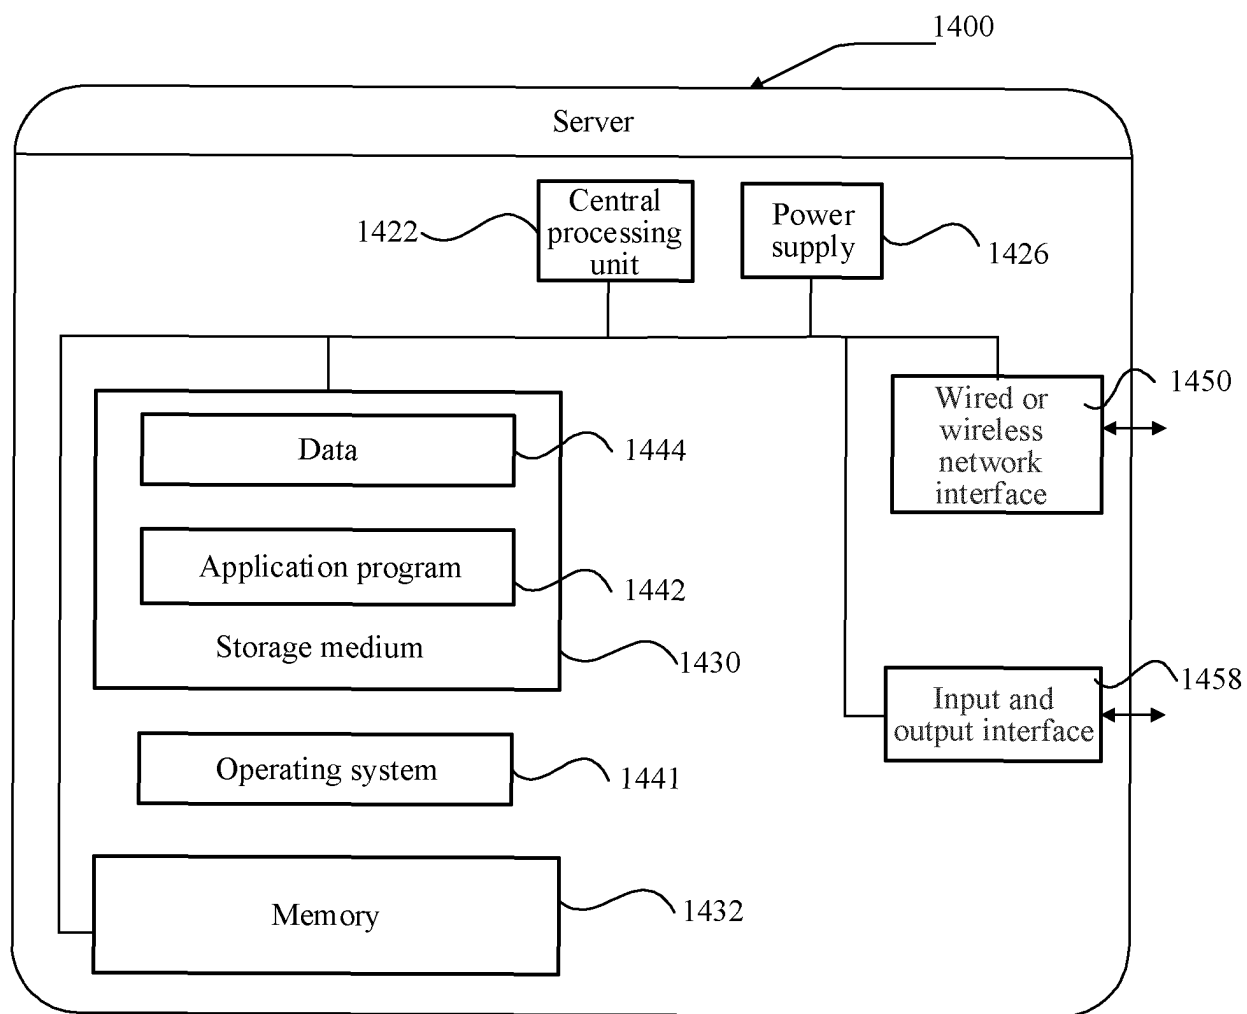 1400
Server
Central
processing
unit
1422
Power
supply
1426
Data
1444
Application program
1442
Storage medium
1430
Operating system
1441
Memory
1432
Wired or
wireless
network
interface
1450
Input and
output interface
1458